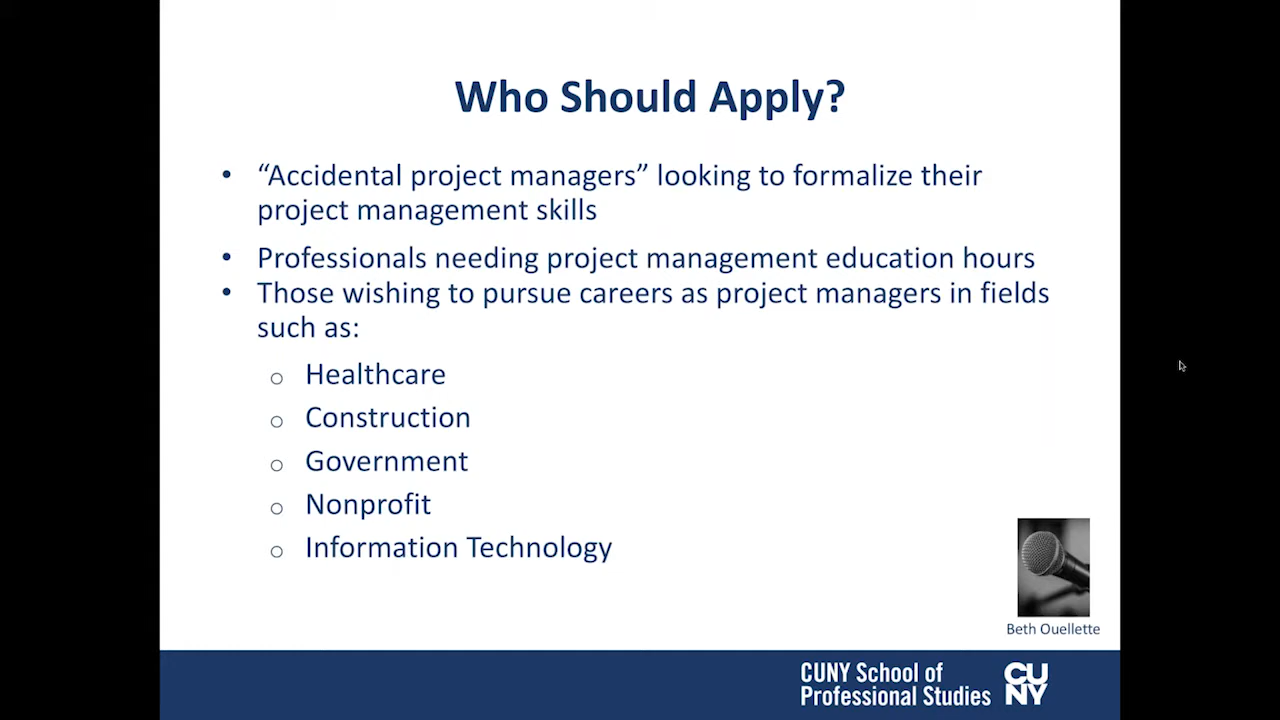 Who Should Apply?
• “Accidental project managers” looking to formalize their
project management skills
• Professionals needing project management education hours
• Those wishing to pursue careers as project managers in fields
such as:
o Healthcare
o Construction
o Government
o Nonprofit
o Information Technology
Beth Ouellette
CUNY School of
Professional Studies
CU
NY